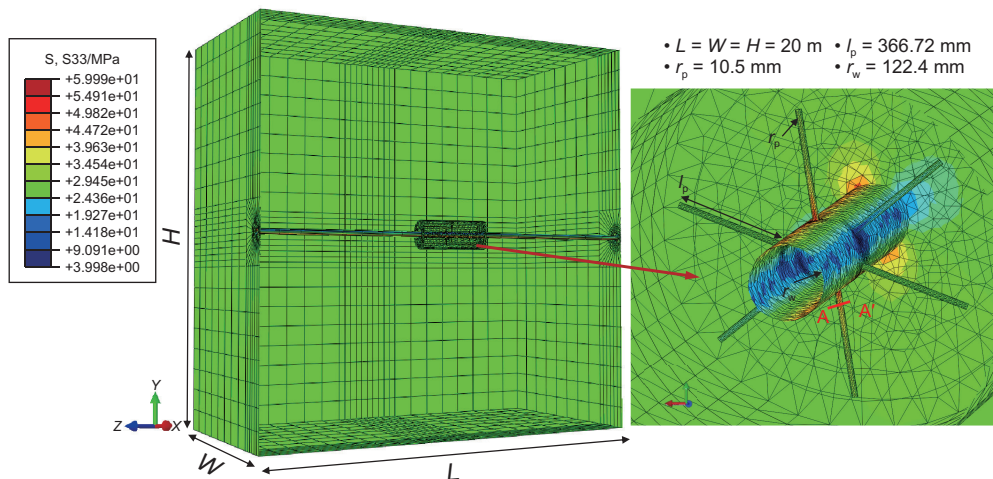 S, S33/MPa
+5.999e+01
+5.491e+01
+4.982e+01
+4.472e+01
+3.963e+01
+3.454e+01
+2.945e+01
+2.436e+01
+1.927e+01
+1.418e+01
+9.091e+00
+3.998e+00
• L = W = H = 20 m • lp = 366.72 mm
• rp = 10.5 mm • rw = 122.4 mm
H
W
L
Y
Z
X
rp
lp
rw
A A'